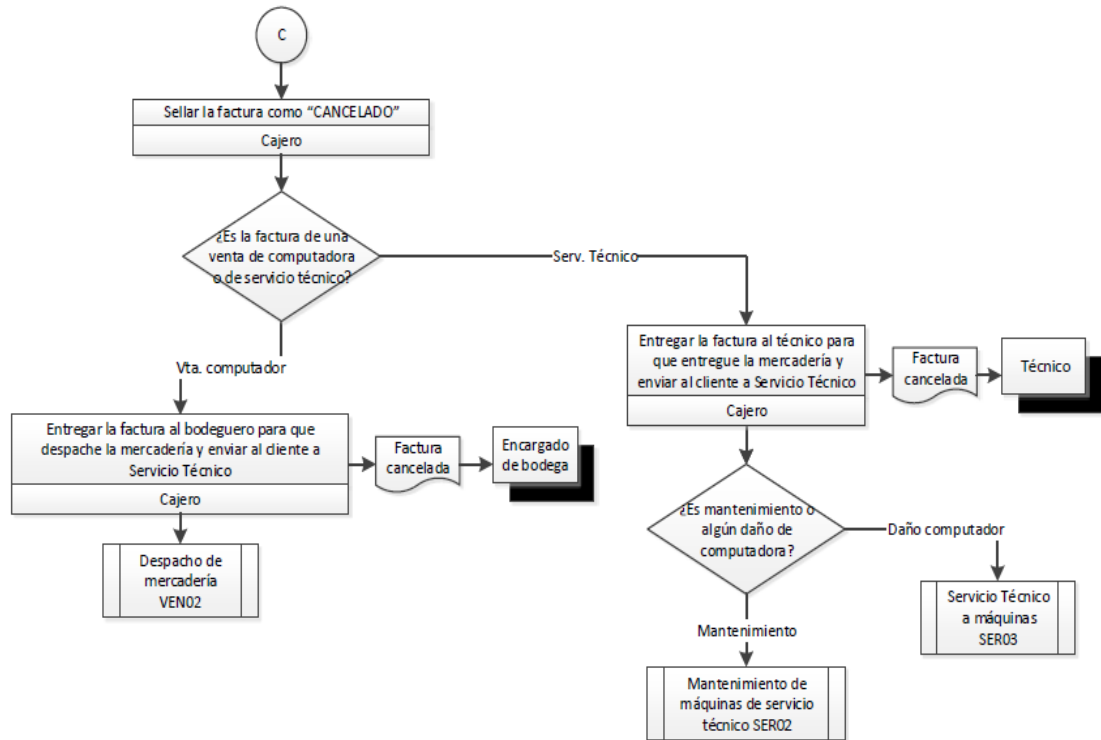 C
Sellar la factura como “CANCELADO”
Cajero
¿Es la factura de una
venta de computadora
o de servicio técnico?
Serv. Técnico
Vta. computador
Entregar la factura al técnico para
que entregue la mercadería y
enviar al cliente a Servicio Técnico
Cajero
Factura
cancelada
Técnico
Entregar la factura al bodeguero para que
despache la mercadería y enviar al cliente a
Servicio Técnico
Cajero
Factura
cancelada
Encargado
de bodega
¿Es mantenimiento o
algún daño de
computadora?
Daño computador
Mantenimiento
Despacho de
mercadería
VEN02
Servicio Técnico
a máquinas
SER03
Mantenimiento de
máquinas de servicio
técnico SER02